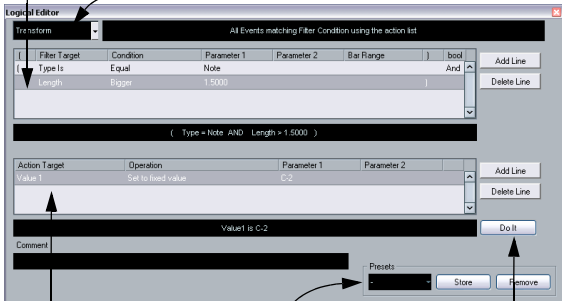 Logical Editor
Transform
All Events matching Filter Condition using the action list
( Filter Target Condition Parameter 1 Parameter 2 Bar Range ) bool
( Type Is Equal Note And
Length Bigger 1.5000 )
Add Line
Delete Line
( Type = Note AND Length > 1.5000 )
Action Target Operation Parameter 1 Parameter 2
Value 1 Set to fixed value C-2
Add Line
Delete Line
Value1 is C-2
Do It
Comment
Presets
-
Store
Remove